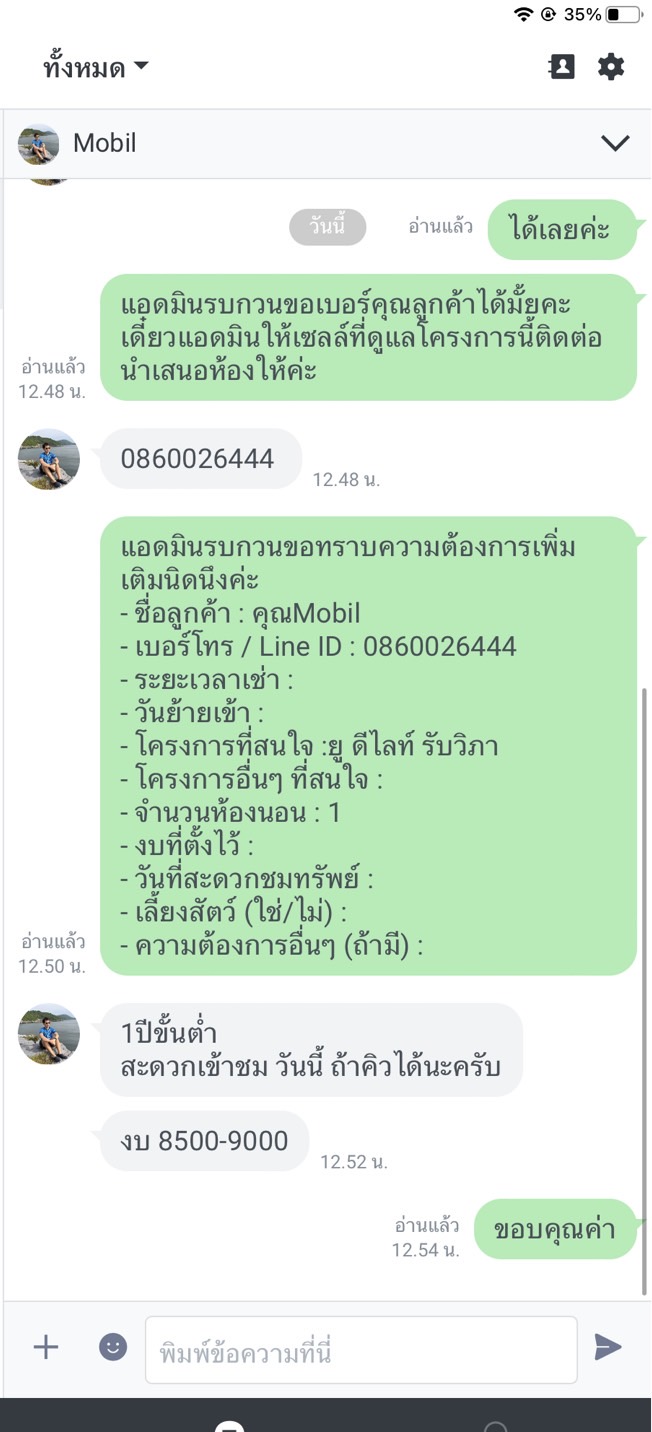 35%
ทั้งหมด
Mobil
วันนี้
อ่านแล้ว
ได้เลยค่ะ
แอดมินรบกวนขอเบอร์คุณลูกค้าได้มั้ยคะ
เดี๋ยวแอดมินให้เซลล์ที่ดูแลโครงการนี้ติดต่อ
นำเสนอห้องให้ค่ะ
อ่านแล้ว
12.48 น.
0860026444
12.48 น.
แอดมินรบกวนขอทราบความต้องการเพิ่ม
เติมนิดนึงค่ะ
- ชื่อลูกค้า : คุณMobil
- เบอร์โทร / Line ID : 0860026444
- ระยะเวลาเช่า :
- วันย้ายเข้า :
- โครงการที่สนใจ :ยู ดีไลท์ รับวิภา
- โครงการอื่นๆ ที่สนใจ :
- จำนวนห้องนอน : 1
- งบที่ตั้งไว้ :
- วันที่สะดวกชมทรัพย์ :
- เลี้ยงสัตว์ (ใช่/ไม่) :
- ความต้องการอื่นๆ (ถ้ามี) :
อ่านแล้ว
12.50 น.
1ปีขั้นต่ำ
สะดวกเข้าชม วันนี้ ถ้าคิวได้นะครับ
งบ 8500-9000
12.52 น.
อ่านแล้ว
12.54 น.
ขอบคุณค่า
พิมพ์ข้อความที่นี่